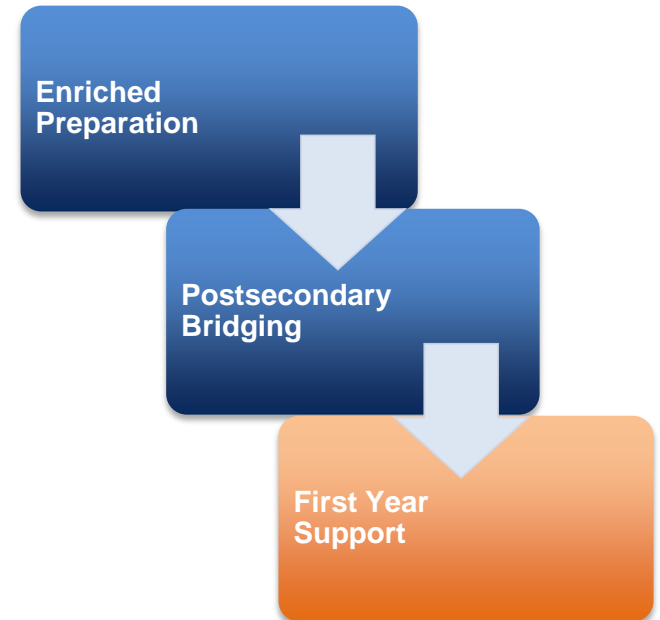 Enriched
Preparation
Postsecondary
Bridging
First Year
Support